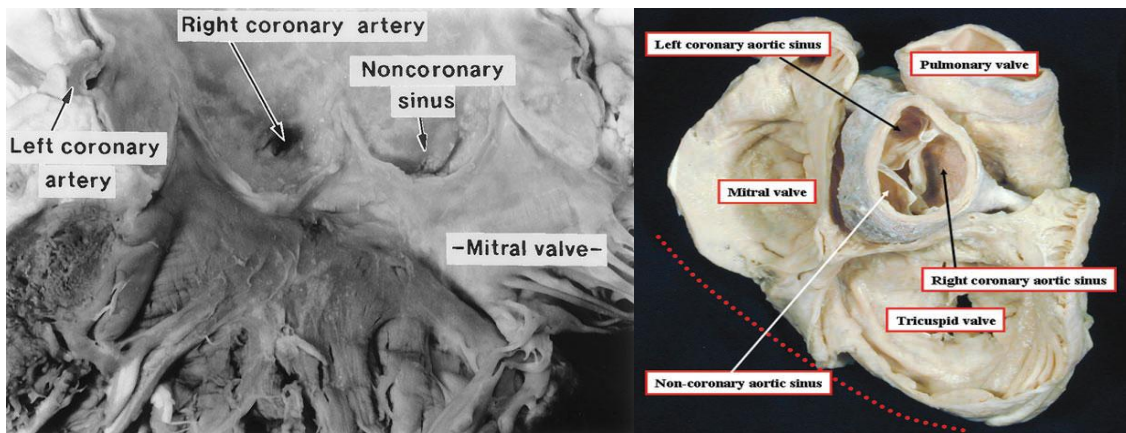 Right coronary artery
Noncoronary
sinus
Left coronary
artery
-Mitral valve-
Left coronary aortic sinus
Pulmonary valve
Mitral valve
Right coronary aortic sinus
Tricuspid valve
Non-coronary aortic sinus